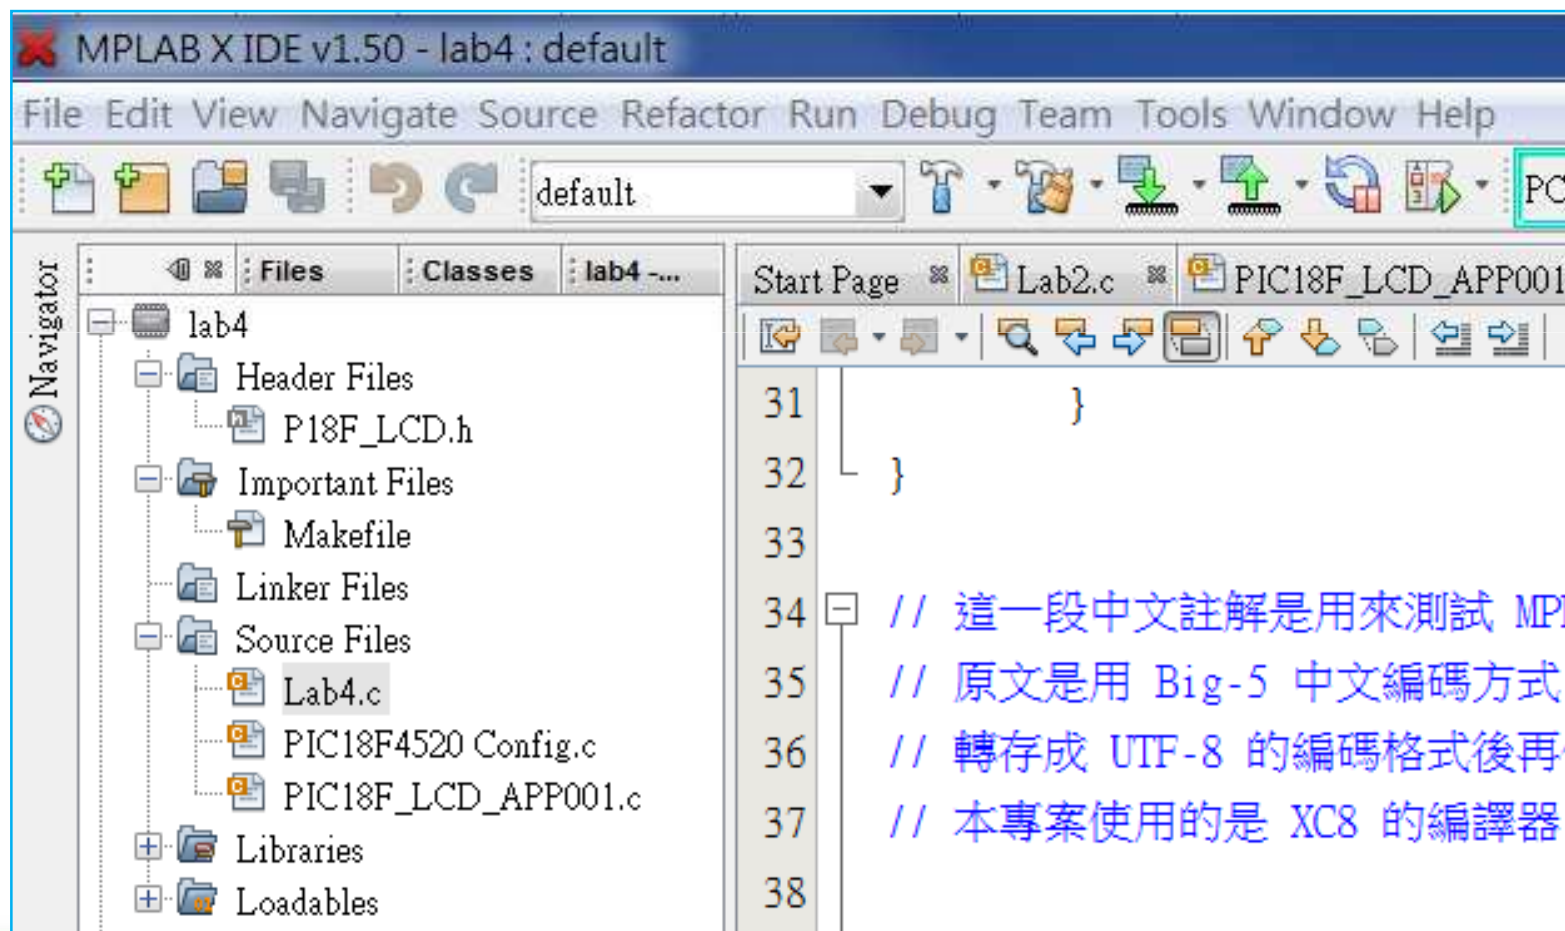 MPLAB X IDE v1.50 - lab4 : default
File Edit View Navigate Source Refactor Run Debug Team Tools Window Help
default
PC
Navigator
Files Classes lab4 -...
lab4
Header Files
P18F_LCD.h
Important Files
Makefile
Linker Files
Source Files
Lab4.c
PIC18F4520 Config.c
PIC18F_LCD_APP001.c
Libraries
Loadables
Start Page Lab2.c PIC18F_LCD_APP001
31 }
32 }
33
34 // 這一段中文註解是用來測試 MP
35 // 原文是用 Big-5 中文編碼方式
36 // 轉存成 UTF-8 的編碼格式後再
37 // 本專案使用的是 XC8 的編譯器
38